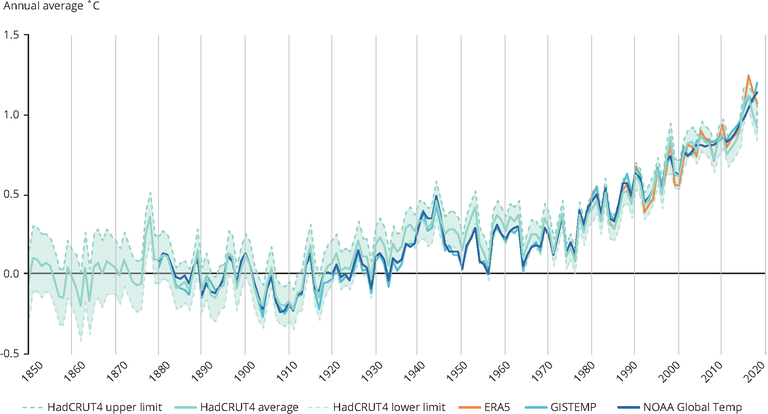 Annual average ˚C
1.5
1.0
0.5
0.0
-0.5
1850 1860 1870 1880 1890 1900 1910 1920 1930 1940 1950 1960 1970 1980 1990 2000 2010 2020
HadCRUT4 upper limit HadCRUT4 average HadCRUT4 lower limit ERA5 GISTEMP NOAA Global Temp